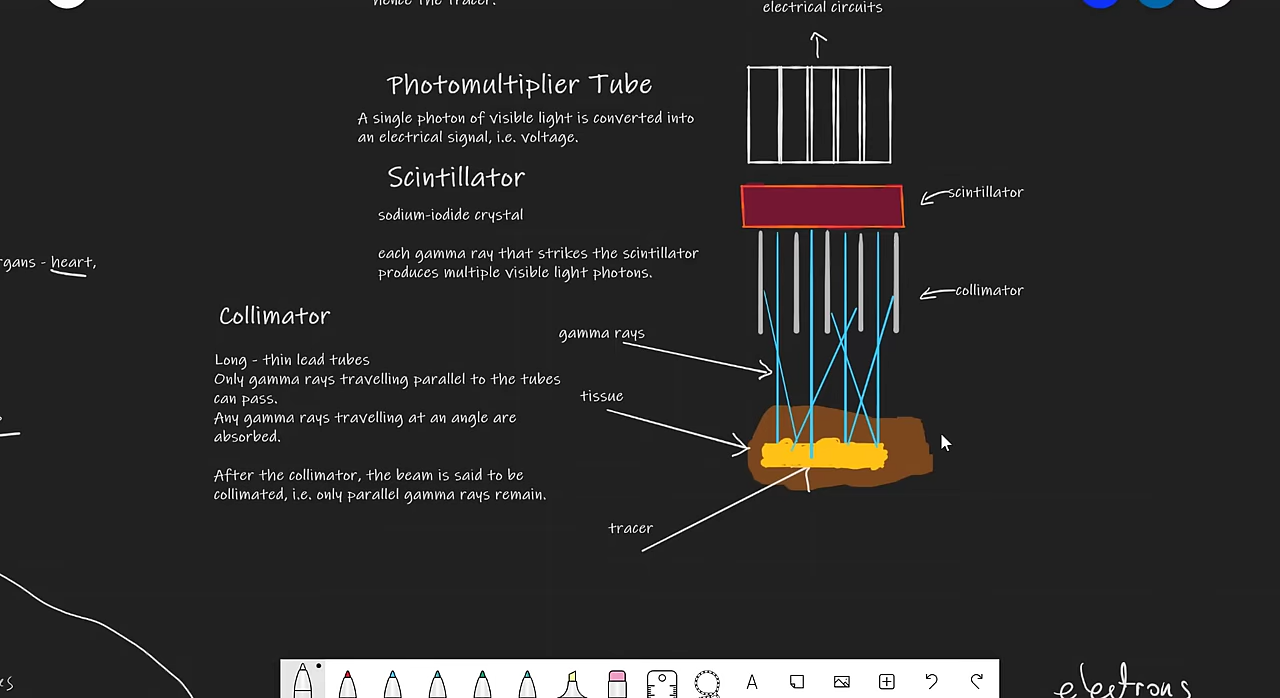 hence the tracer.
electrical circuits
Photomultiplier Tube
A single photon of visible light is converted into
an electrical signal, i.e. voltage.
Scintillator
scintillator
sodium-iodide crystal
each gamma ray that strikes the scintillator
produces multiple visible light photons.
rgans - heart,
collimator
Collimator
gamma rays
Long - thin lead tubes
Only gamma rays travelling parallel to the tubes
can pass.
Any gamma rays travelling at an angle are
absorbed.
tissue
After the collimator, the beam is said to be
collimated, i.e. only parallel gamma rays remain.
tracer
A